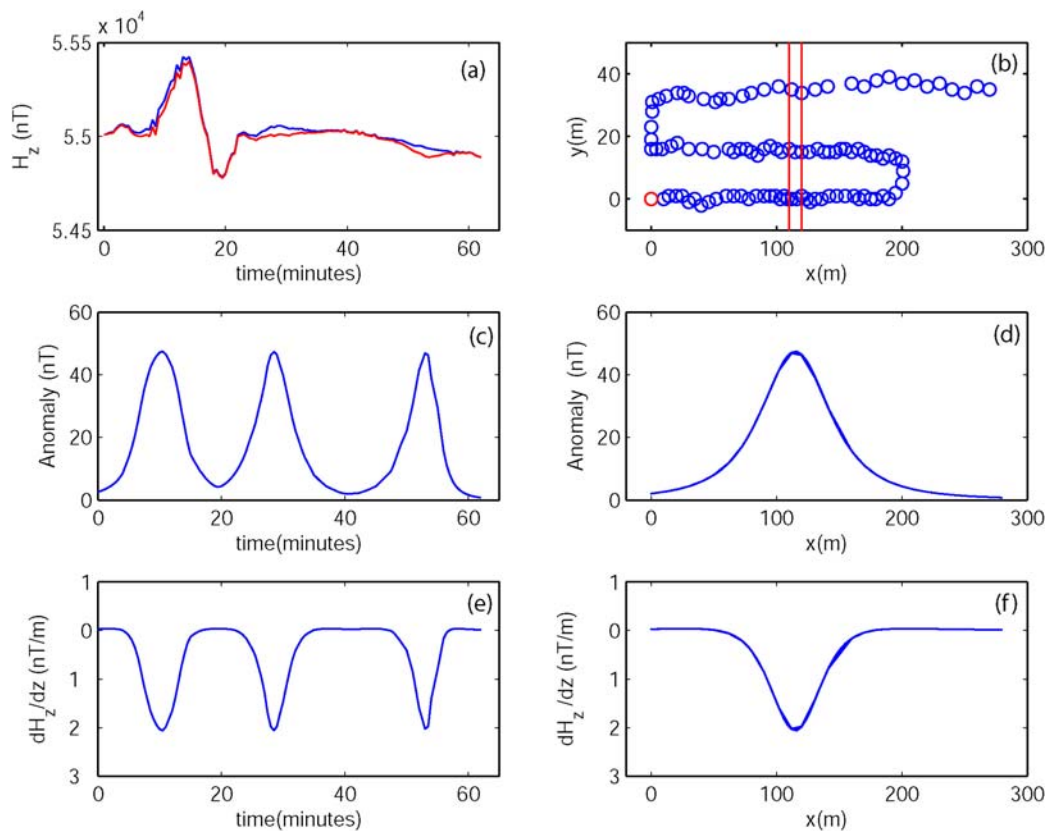 x 10⁴
5.55
5.5
5.45
H_z (nT)
0 20 40 60
time(minutes)
(a)
40
20
0
y(m)
0 100 200 300
x(m)
(b)
60
40
20
0
Anomaly (nT)
0 20 40 60
time(minutes)
(c)
60
40
20
0
Anomaly (nT)
0 100 200 300
x(m)
(d)
1
0
1
2
3
dH_z/dz (nT/m)
0 20 40 60
time(minutes)
(e)
1
0
1
2
3
dH_z/dz (nT/m)
0 100 200 300
x(m)
(f)